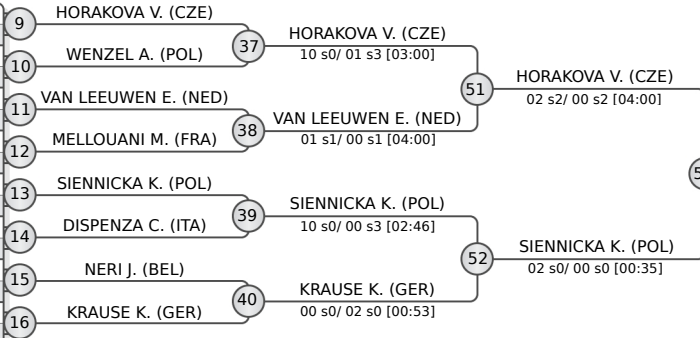 9
HORAKOVA V. (CZE)
10
WENZEL A. (POL)
37
HORAKOVA V. (CZE)
10 s0/ 01 s3 [03:00]
11
VAN LEEUWEN E. (NED)
12
MELLOUANI M. (FRA)
38
VAN LEEUWEN E. (NED)
01 s1/ 00 s1 [04:00]
51
HORAKOVA V. (CZE)
02 s2/ 00 s2 [04:00]
13
SIENNICKA K. (POL)
14
DISPENZA C. (ITA)
39
SIENNICKA K. (POL)
10 s0/ 00 s3 [02:46]
15
NERI J. (BEL)
16
KRAUSE K. (GER)
40
KRAUSE K. (GER)
00 s0/ 02 s0 [00:53]
52
SIENNICKA K. (POL)
02 s0/ 00 s0 [00:35]